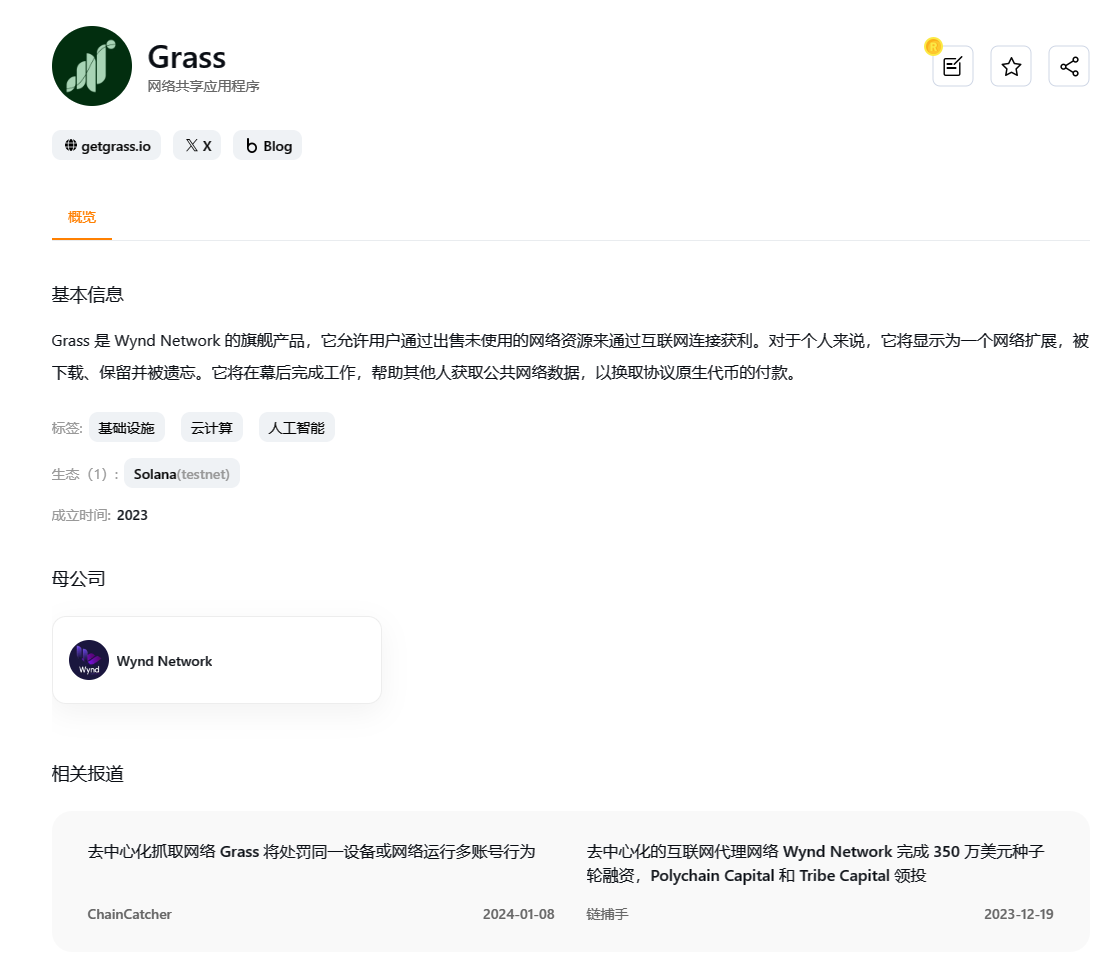 Grass
网络共享应用程序
R
getgrass.io
X
Blog
概览
基本信息
Grass 是 Wynd Network 的旗舰产品，它允许用户通过出售未使用的网络资源来通过互联网连接获利。对于个人来说，它将显示为一个网络扩展，被
下载、保留并被遗忘。它将在幕后完成工作，帮助其他人获取公共网络数据，以换取协议原生代币的付款。
标签: 基础设施 云计算 人工智能
生态（1）: Solana(testnet)
成立时间: 2023
母公司
Wynd
Wynd Network
相关报道
去中心化抓取网络 Grass 将处罚同一设备或网络运行多账号行为
ChainCatcher 2024-01-08
去中心化的互联网代理网络 Wynd Network 完成 350 万美元种子
轮融资，Polychain Capital 和 Tribe Capital 领投
链捕手 2023-12-19